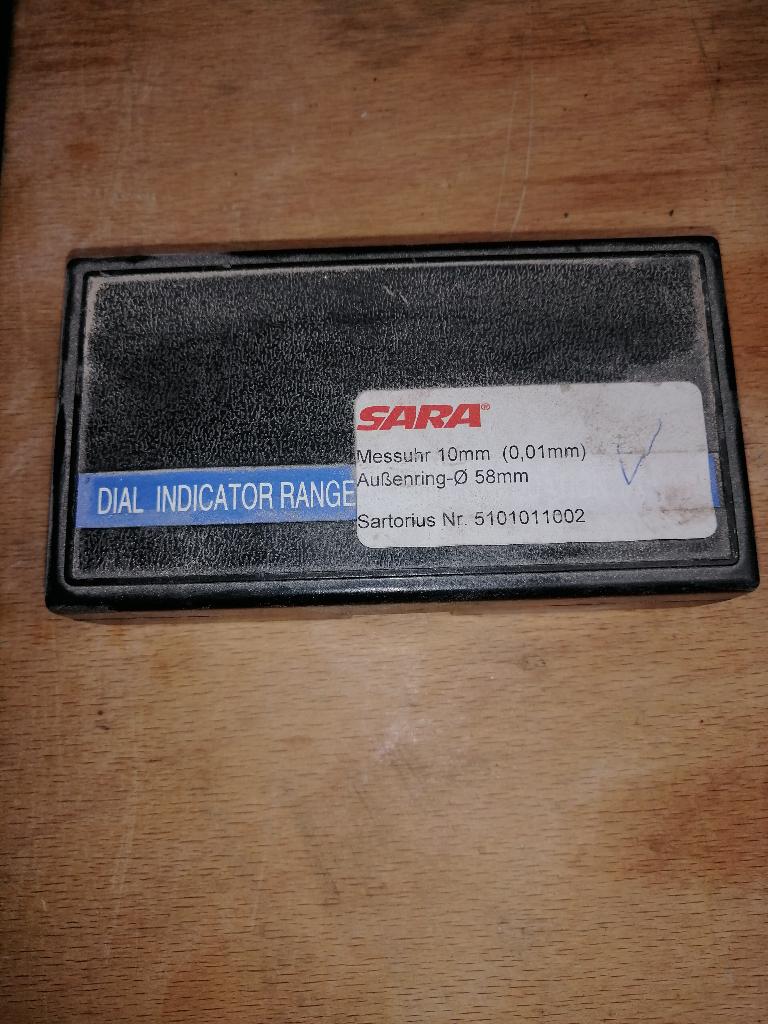 SARA®
Messuhr 10mm (0,01mm)
Außenring-Ø 58mm
DIAL INDICATOR RANGE
Sartorius Nr. 5101011002